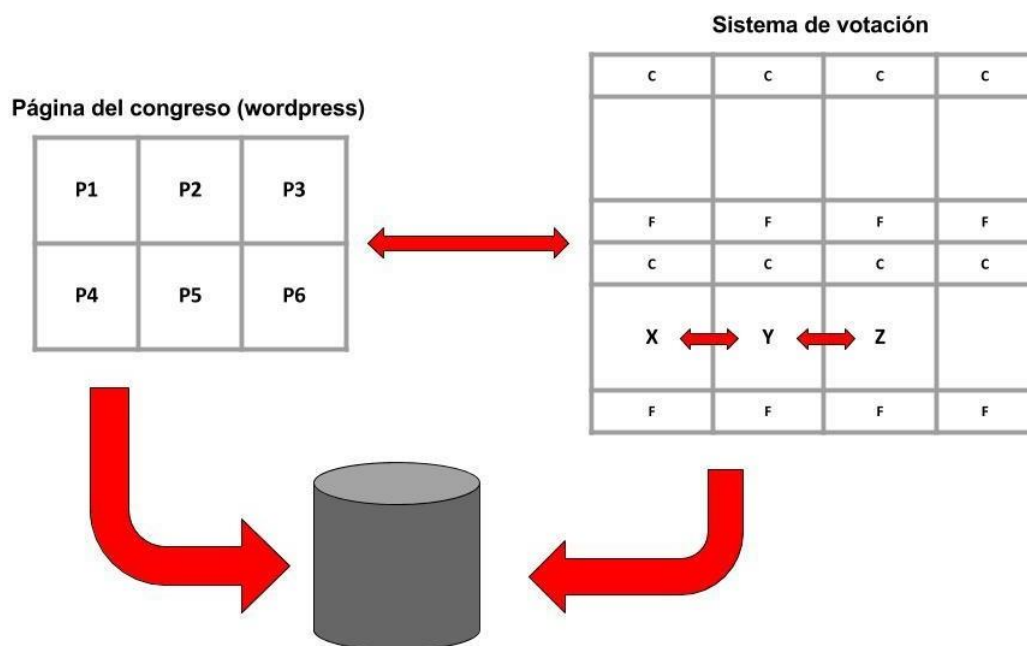 Sistema de votación
C C C C
Página del congreso (wordpress)
P1 P2 P3
F F F F
C C C C
P4 P5 P6
X Y Z
F F F F